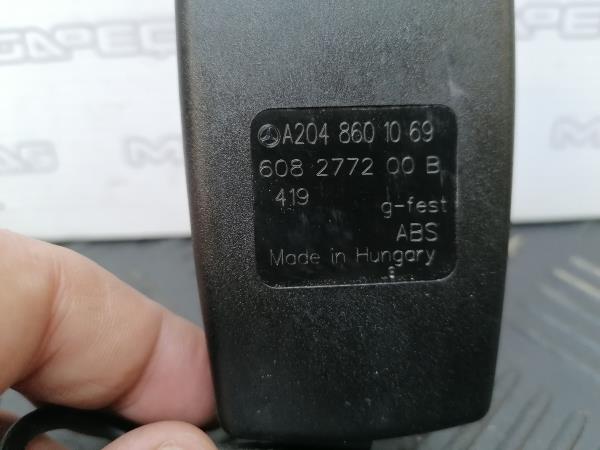 A204 860 10 69
608 2772 00 B
419 g-fest
ABS
Made in Hungary